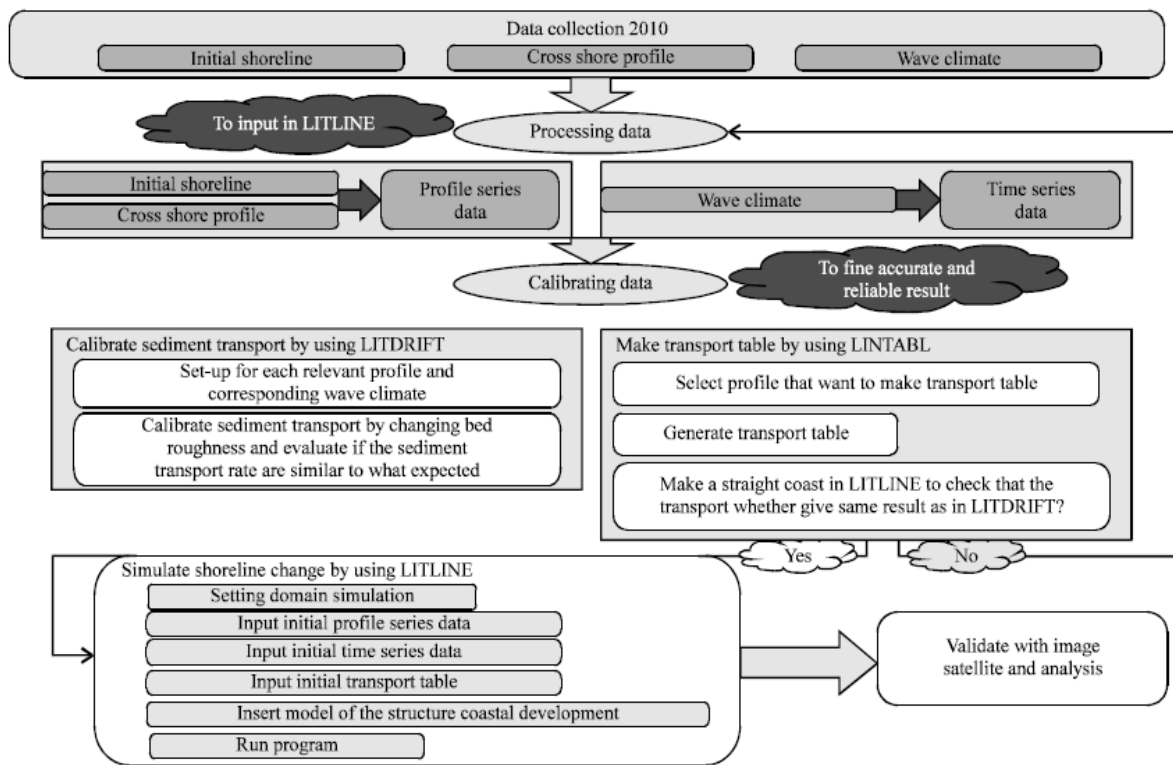 Data collection 2010
Initial shoreline
Cross shore profile
Wave climate
To input in LITLINE
Processing data
Initial shoreline
Cross shore profile
Profile series
data
Wave climate
Time series
data
Calibrating data
To fine accurate and
reliable result
Calibrate sediment transport by using LITDRIFT
Set-up for each relevant profile and
corresponding wave climate
Calibrate sediment transport by changing bed
roughness and evaluate if the sediment
transport rate are similar to what expected
Make transport table by using LINTABL
Select profile that want to make transport table
Generate transport table
Make a straight coast in LITLINE to check that the
transport whether give same result as in LITDRIFT?
Yes
No
Simulate shoreline change by using LITLINE
Setting domain simulation
Input initial profile series data
Input initial time series data
Input initial transport table
Insert model of the structure coastal development
Run program
Validate with image
satellite and analysis